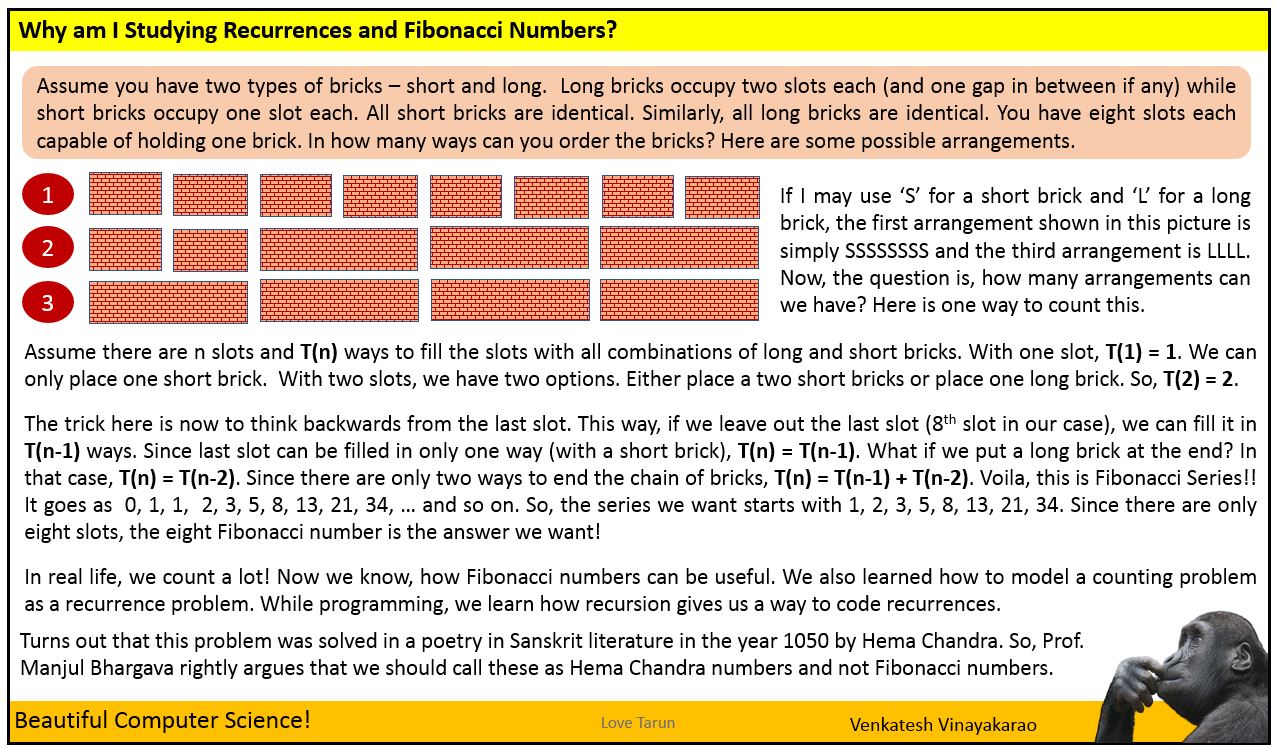 Why am I Studying Recurrences and Fibonacci Numbers?
Assume you have two types of bricks – short and long. Long bricks occupy two slots each (and one gap in between if any) while
short bricks occupy one slot each. All short bricks are identical. Similarly, all long bricks are identical. You have eight slots each
capable of holding one brick. In how many ways can you order the bricks? Here are some possible arrangements.
1
2
3
If I may use ‘S’ for a short brick and ‘L’ for a long
brick, the first arrangement shown in this picture is
simply SSSSSSSS and the third arrangement is LLLL.
Now, the question is, how many arrangements can
we have? Here is one way to count this.
Assume there are n slots and T(n) ways to fill the slots with all combinations of long and short bricks. With one slot, T(1) = 1. We can
only place one short brick. With two slots, we have two options. Either place a two short bricks or place one long brick. So, T(2) = 2.
The trick here is now to think backwards from the last slot. This way, if we leave out the last slot (8th slot in our case), we can fill it in
T(n-1) ways. Since last slot can be filled in only one way (with a short brick), T(n) = T(n-1). What if we put a long brick at the end? In
that case, T(n) = T(n-2). Since there are only two ways to end the chain of bricks, T(n) = T(n-1) + T(n-2). Voila, this is Fibonacci Series!!
It goes as 0, 1, 1, 2, 3, 5, 8, 13, 21, 34, … and so on. So, the series we want starts with 1, 2, 3, 5, 8, 13, 21, 34. Since there are only
eight slots, the eight Fibonacci number is the answer we want!
In real life, we count a lot! Now we know, how Fibonacci numbers can be useful. We also learned how to model a counting problem
as a recurrence problem. While programming, we learn how recursion gives us a way to code recurrences.
Turns out that this problem was solved in a poetry in Sanskrit literature in the year 1050 by Hema Chandra. So, Prof.
Manjul Bhargava rightly argues that we should call these as Hema Chandra numbers and not Fibonacci numbers.
Beautiful Computer Science!
Love Tarun
Venkatesh Vinayakarao